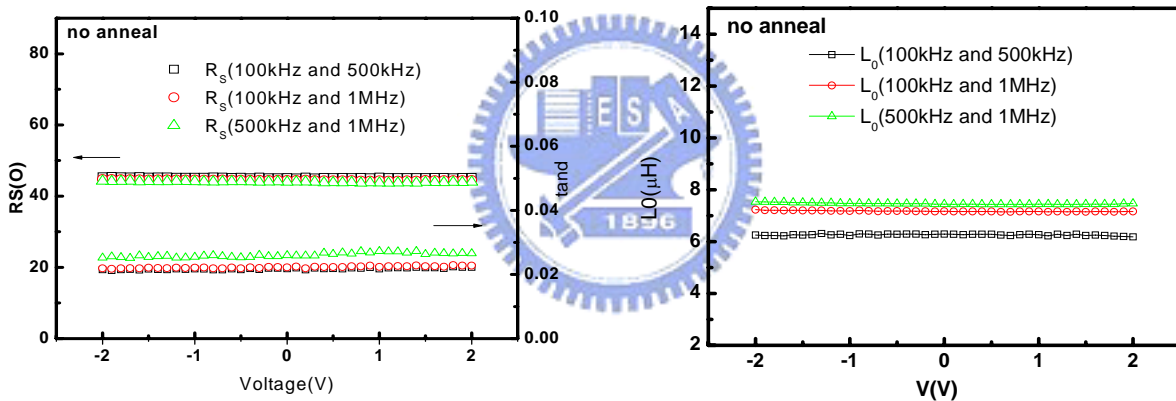 no anneal
R_S(100kHz and 500kHz)
R_S(100kHz and 1MHz)
R_S(500kHz and 1MHz)
RS(O)
80
60
40
20
0
-2
-1
0
1
2
Voltage(V)
0.10
0.08
0.06
0.04
0.02
0.00
tand
E S A
1896
no anneal
L_0(100kHz and 500kHz)
L_0(100kHz and 1MHz)
L_0(500kHz and 1MHz)
L0(μH)
14
12
10
8
6
4
2
-2
-1
0
1
2
V(V)